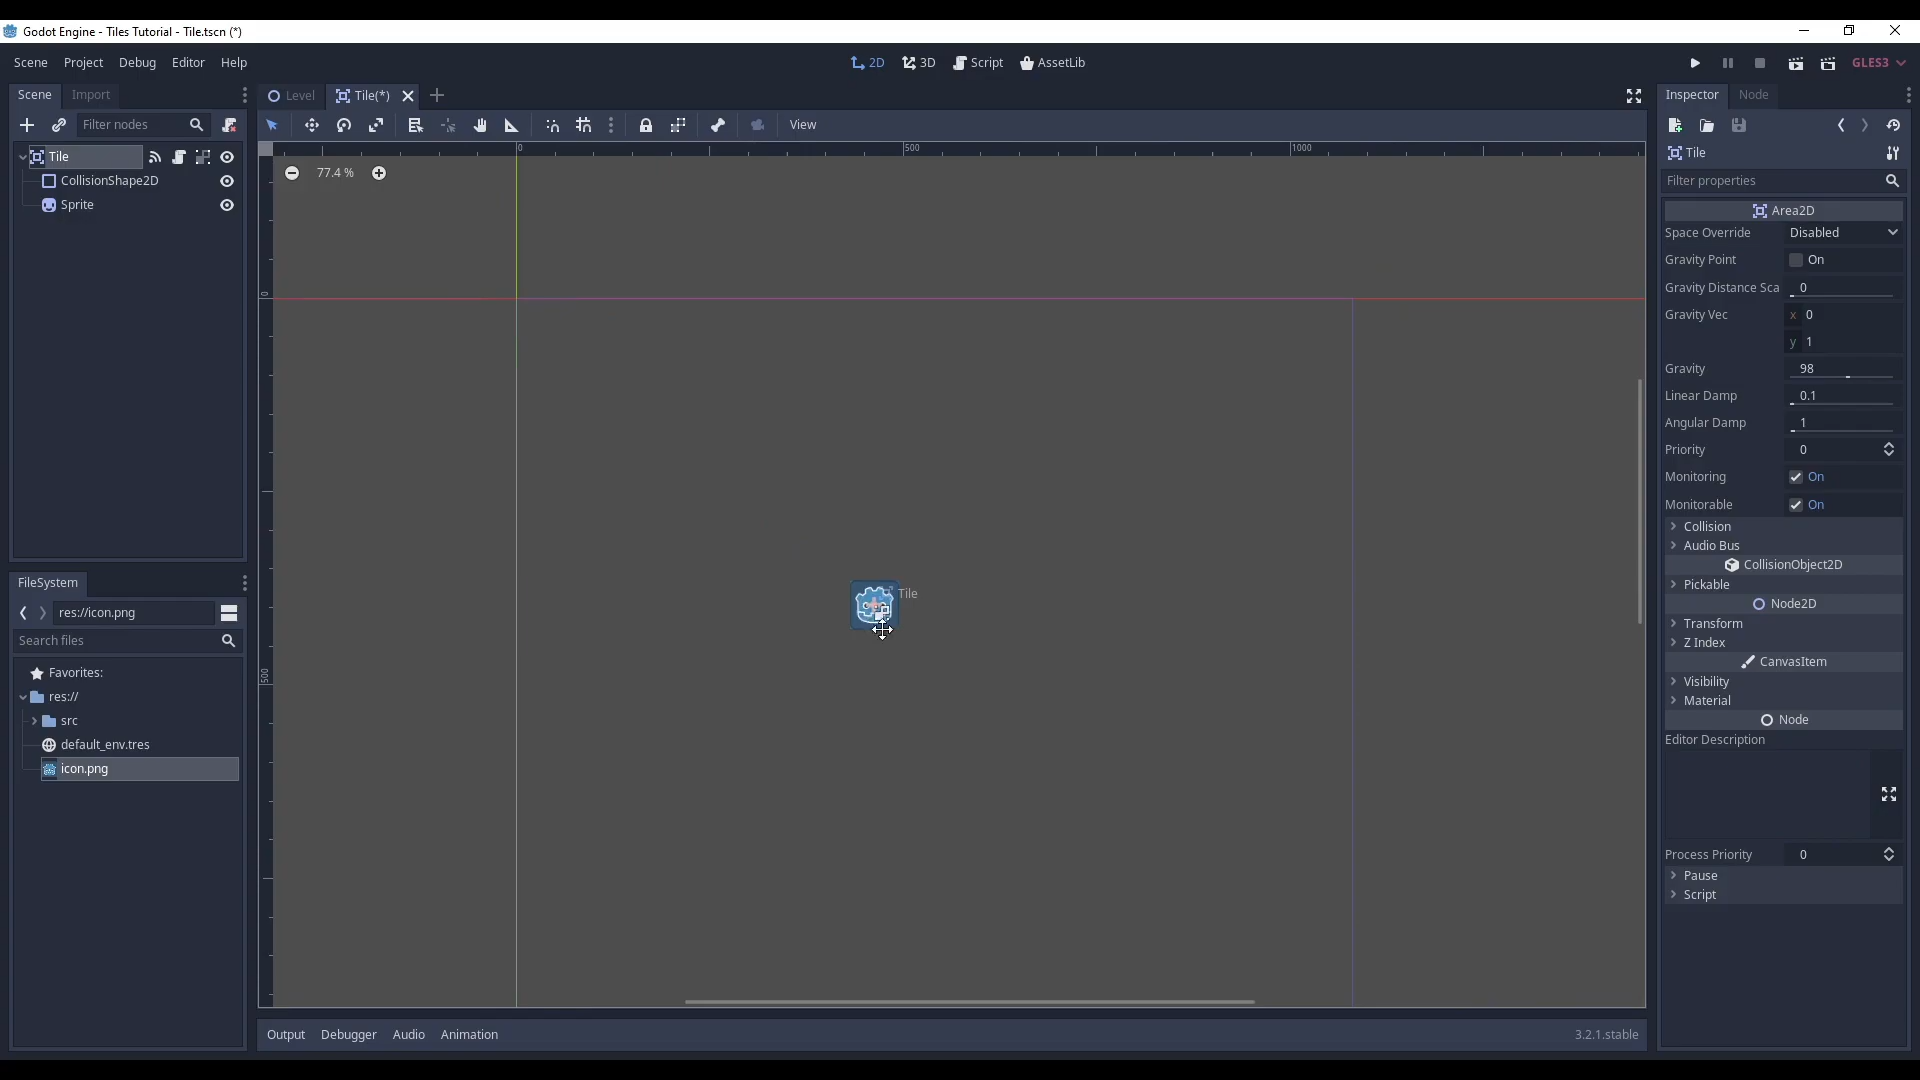 Godot Engine - Tiles Tutorial - Tile.tscn (*)
Scene Project Debug Editor Help
2D 3D Script AssetLib
GLES3
Scene Import
Filter nodes
Tile
CollisionShape2D
Sprite
FileSystem
res://icon.png
Search files
Favorites:
res://
src
default_env.tres
icon.png
Level Tile(*)
View
0 500 1000
77.4 %
0
500
Tile
Output Debugger Audio Animation
3.2.1.stable
Inspector Node
Tile
Filter properties
Area2D
Space Override Disabled
Gravity Point On
Gravity Distance Sca 0
Gravity Vec x 0
y 1
Gravity 98
Linear Damp 0.1
Angular Damp 1
Priority 0
Monitoring On
Monitorable On
Collision
Audio Bus
CollisionObject2D
Pickable
Node2D
Transform
Z Index
CanvasItem
Visibility
Material
Node
Editor Description
Process Priority 0
Pause
Script